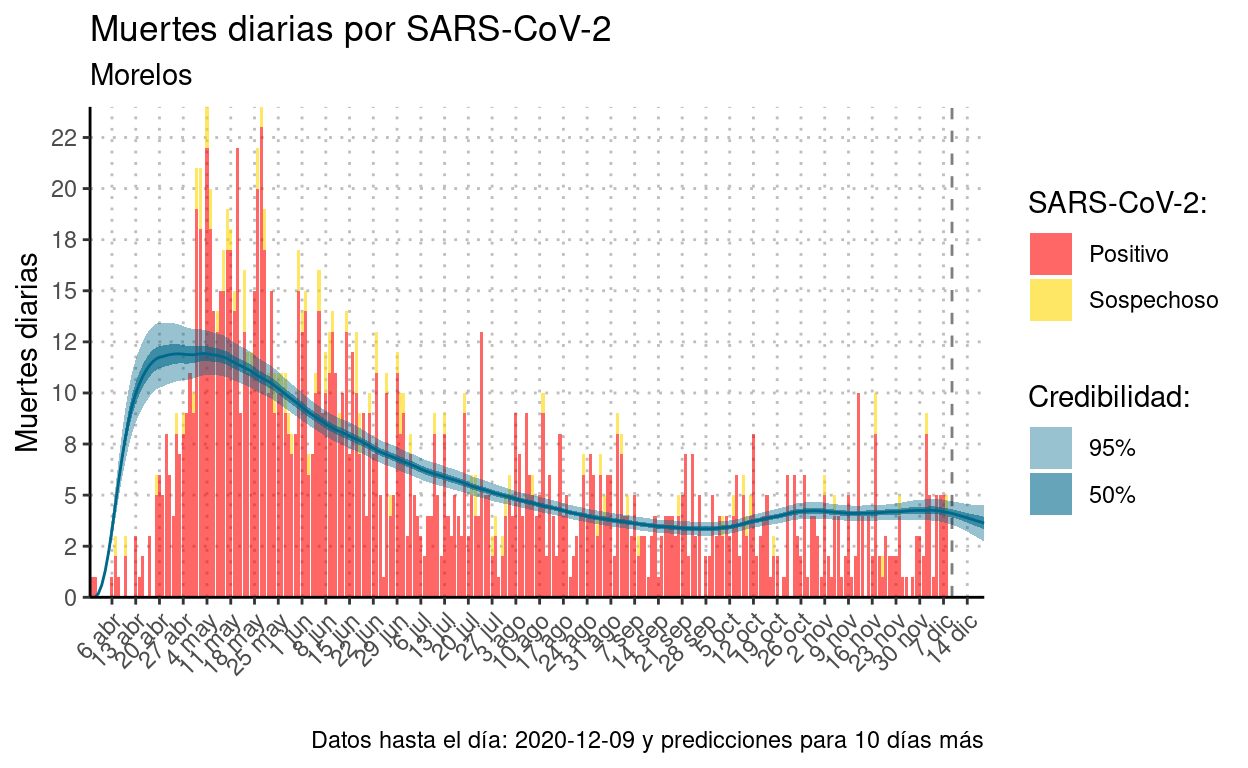 Muertes diarias por SARS-CoV-2
Morelos
Muertes diarias
22
20
18
15
12
10
8
5
2
0
6 abr
13 abr
20 abr
27 abr
4 may
11 may
18 may
25 may
1 jun
8 jun
15 jun
22 jun
29 jun
6 jul
13 jul
20 jul
27 jul
3 ago
10 ago
17 ago
24 ago
31 ago
7 sep
14 sep
21 sep
28 sep
5 oct
12 oct
19 oct
26 oct
2 nov
9 nov
16 nov
23 nov
30 nov
7 dic
14 dic
SARS-CoV-2:
Positivo
Sospechoso
Credibilidad:
95%
50%
Datos hasta el día: 2020-12-09 y predicciones para 10 días más